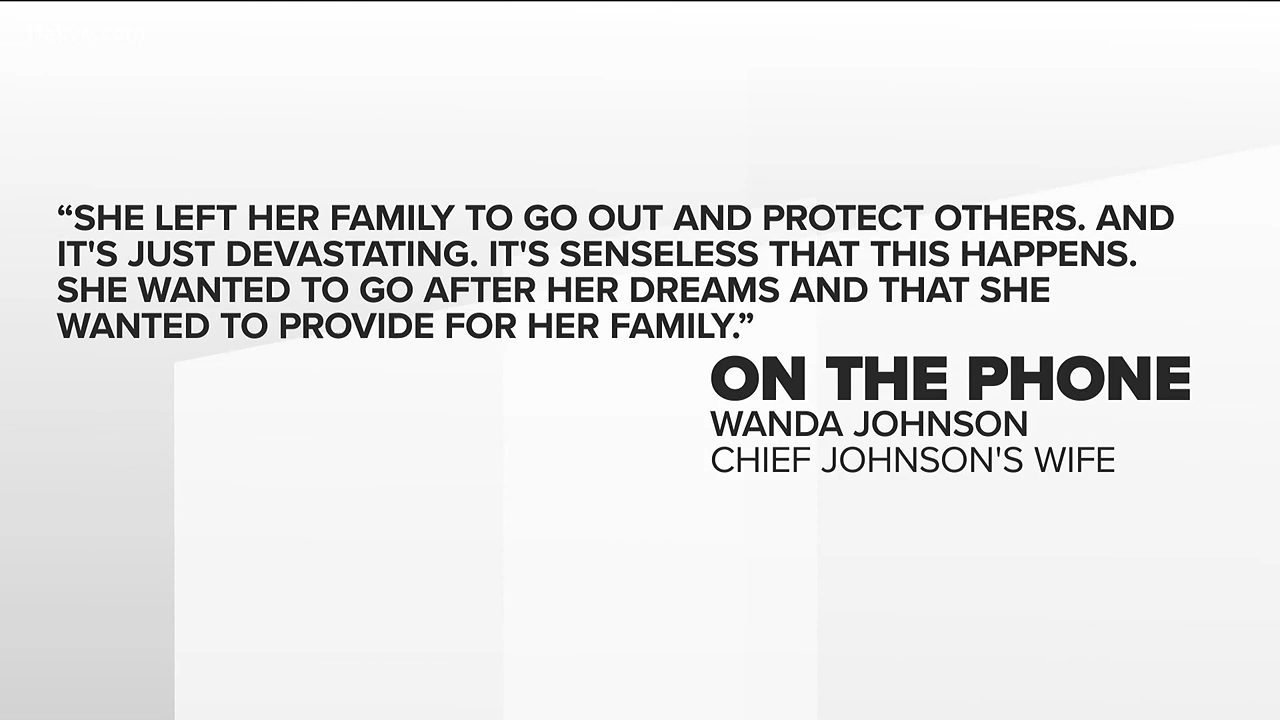 “SHE LEFT HER FAMILY TO GO OUT AND PROTECT OTHERS. AND
IT'S JUST DEVASTATING. IT'S SENSELESS THAT THIS HAPPENS.
SHE WANTED TO GO AFTER HER DREAMS AND THAT SHE
WANTED TO PROVIDE FOR HER FAMILY.”
ON THE PHONE
WANDA JOHNSON
CHIEF JOHNSON'S WIFE